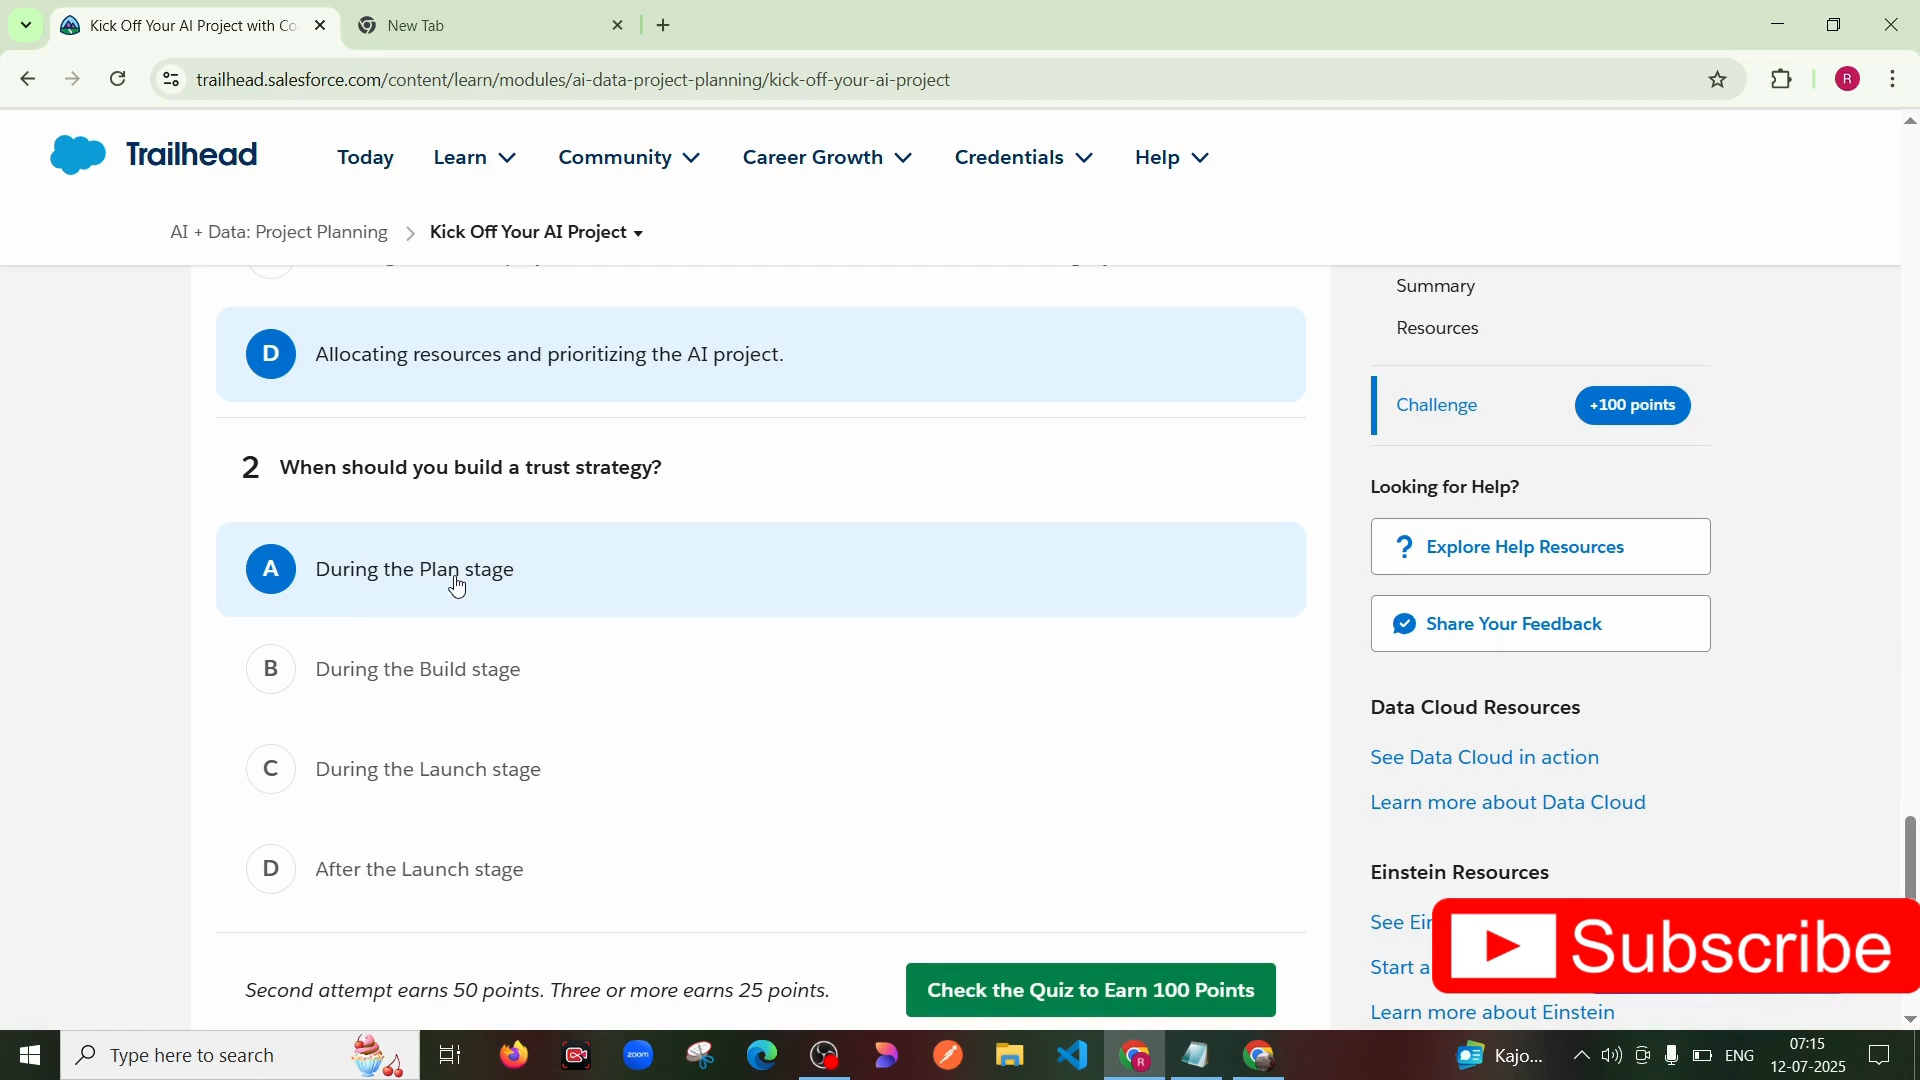 Kick Off Your AI Project with Co
New Tab
trailhead.salesforce.com/content/learn/modules/ai-data-project-planning/kick-off-your-ai-project
R
Trailhead
Today
Learn
Community
Career Growth
Credentials
Help
AI + Data: Project Planning
Kick Off Your AI Project
D
Allocating resources and prioritizing the AI project.
2 When should you build a trust strategy?
A
During the Plan stage
B
During the Build stage
C
During the Launch stage
D
After the Launch stage
Second attempt earns 50 points. Three or more earns 25 points.
Check the Quiz to Earn 100 Points
Summary
Resources
Challenge
+100 points
Looking for Help?
? Explore Help Resources
Share Your Feedback
Data Cloud Resources
See Data Cloud in action
Learn more about Data Cloud
Einstein Resources
See Ein
Start a
Learn more about Einstein
Subscribe
Type here to search
zoom
Kajo...
ENG
07:15
12-07-2025